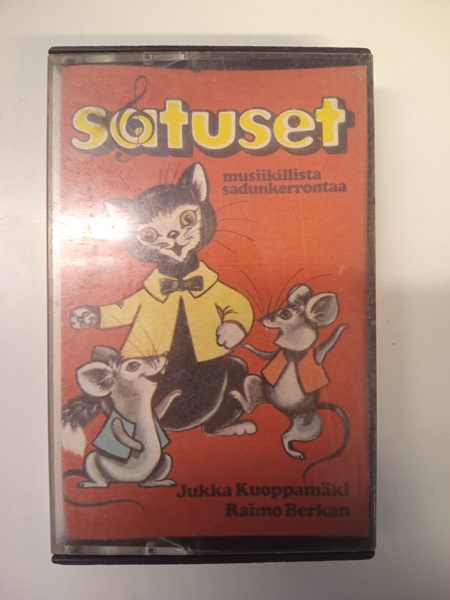 satuset
musiikillista
sadunkerrontaa
Jukka Kuoppamäki
Raimo Berkan